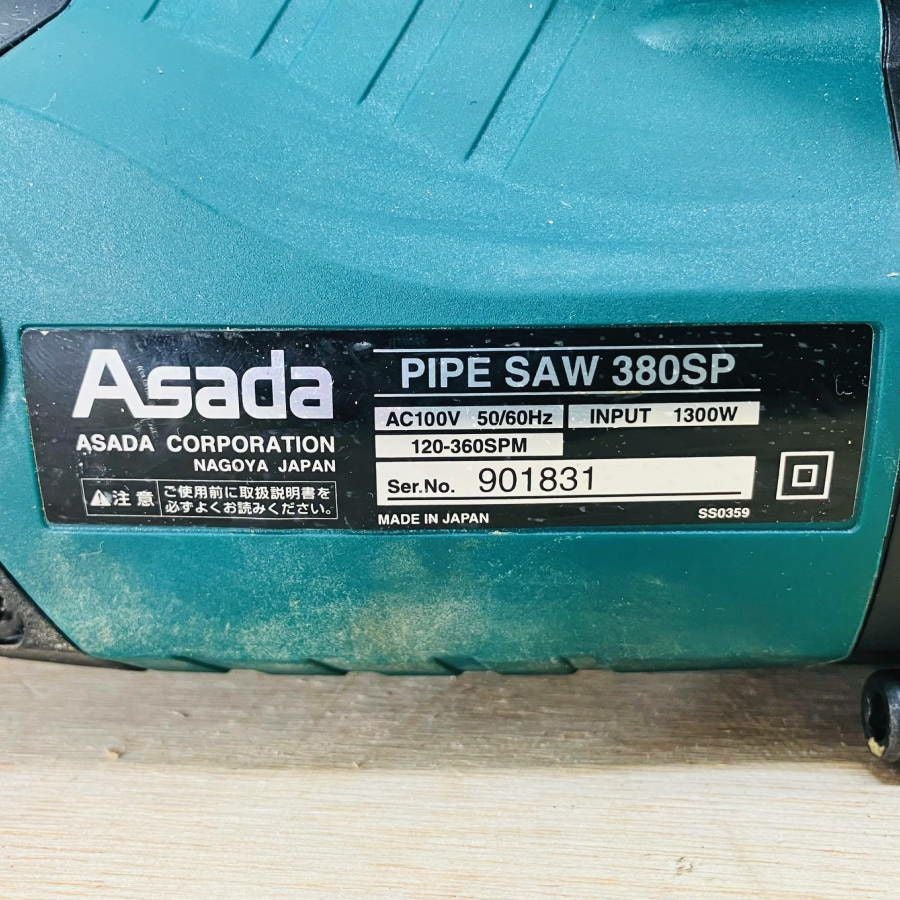 Asada
ASADA CORPORATION
NAGOYA JAPAN
⚠注意
ご使用前に取扱説明書を
必ずよくお読みください。
PIPE SAW 380SP
AC100V 50/60Hz
INPUT 1300W
120-360SPM
Ser.No. 901831
MADE IN JAPAN
SS0359